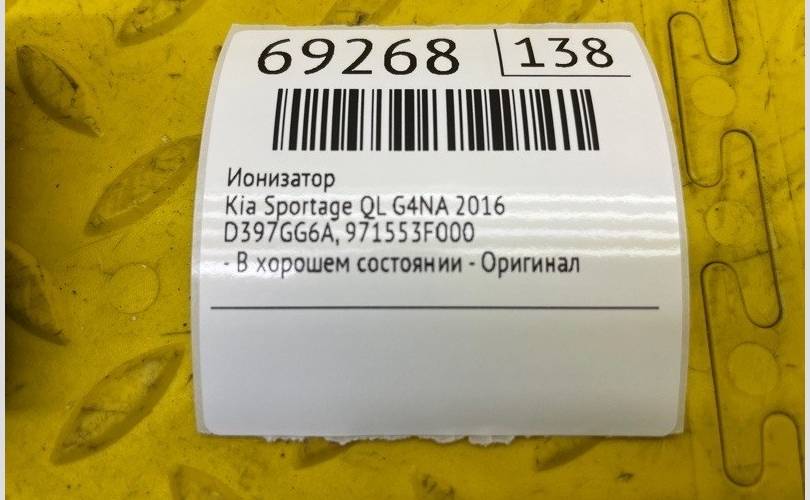 69268 138
Ионизатор
Kia Sportage QL G4NA 2016
D397GG6A, 971553F000
- В хорошем состоянии - Оригинал